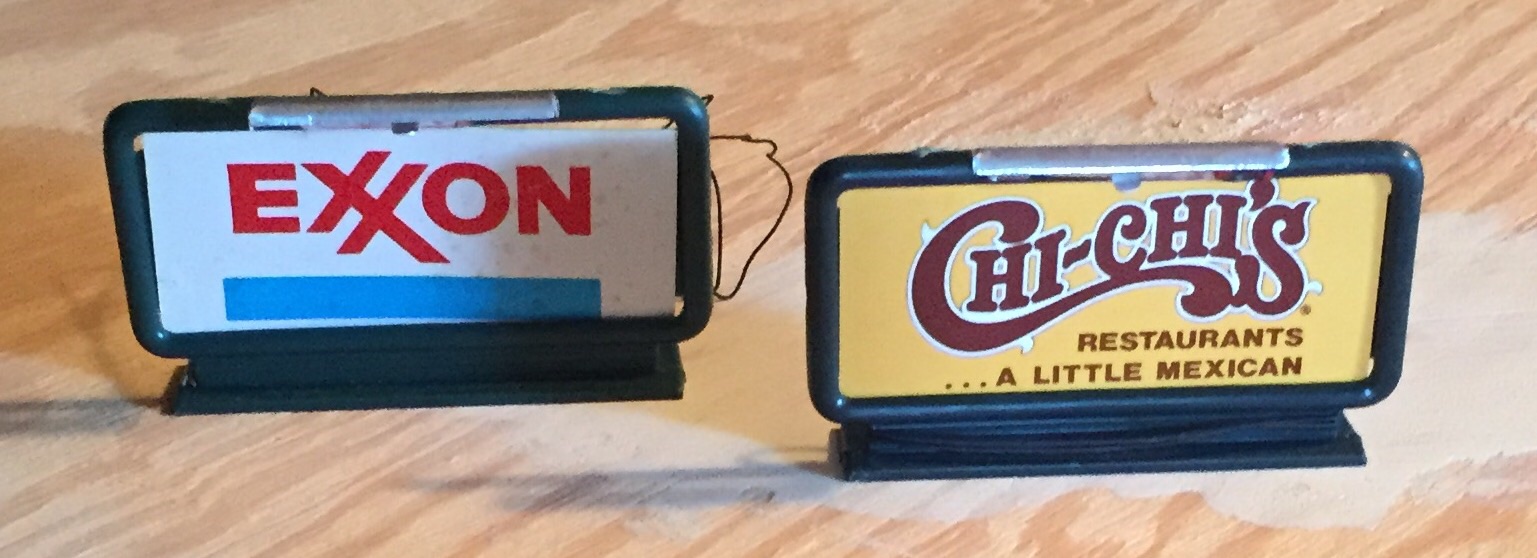 EXXON
CHI-CHI'S®
RESTAURANTS
...A LITTLE MEXICAN